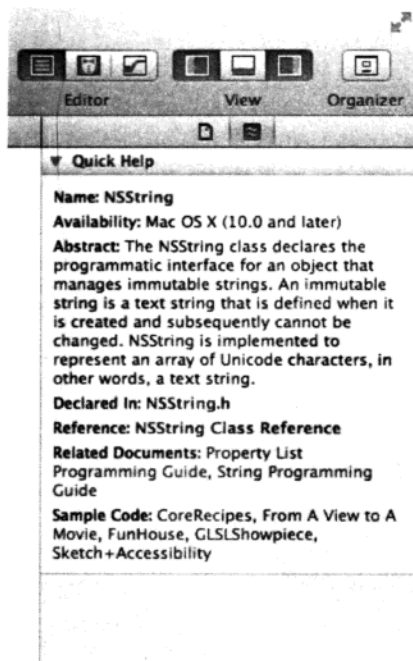 Editor View Organizer
Quick Help
Name: NSString
Availability: Mac OS X (10.0 and later)
Abstract: The NSString class declares the
programmatic interface for an object that
manages immutable strings. An immutable
string is a text string that is defined when it
is created and subsequently cannot be
changed. NSString is implemented to
represent an array of Unicode characters, in
other words, a text string.
Declared In: NSString.h
Reference: NSString Class Reference
Related Documents: Property List
Programming Guide, String Programming
Guide
Sample Code: CoreRecipes, From A View to A
Movie, FunHouse, GLSLShowpiece,
Sketch+Accessibility